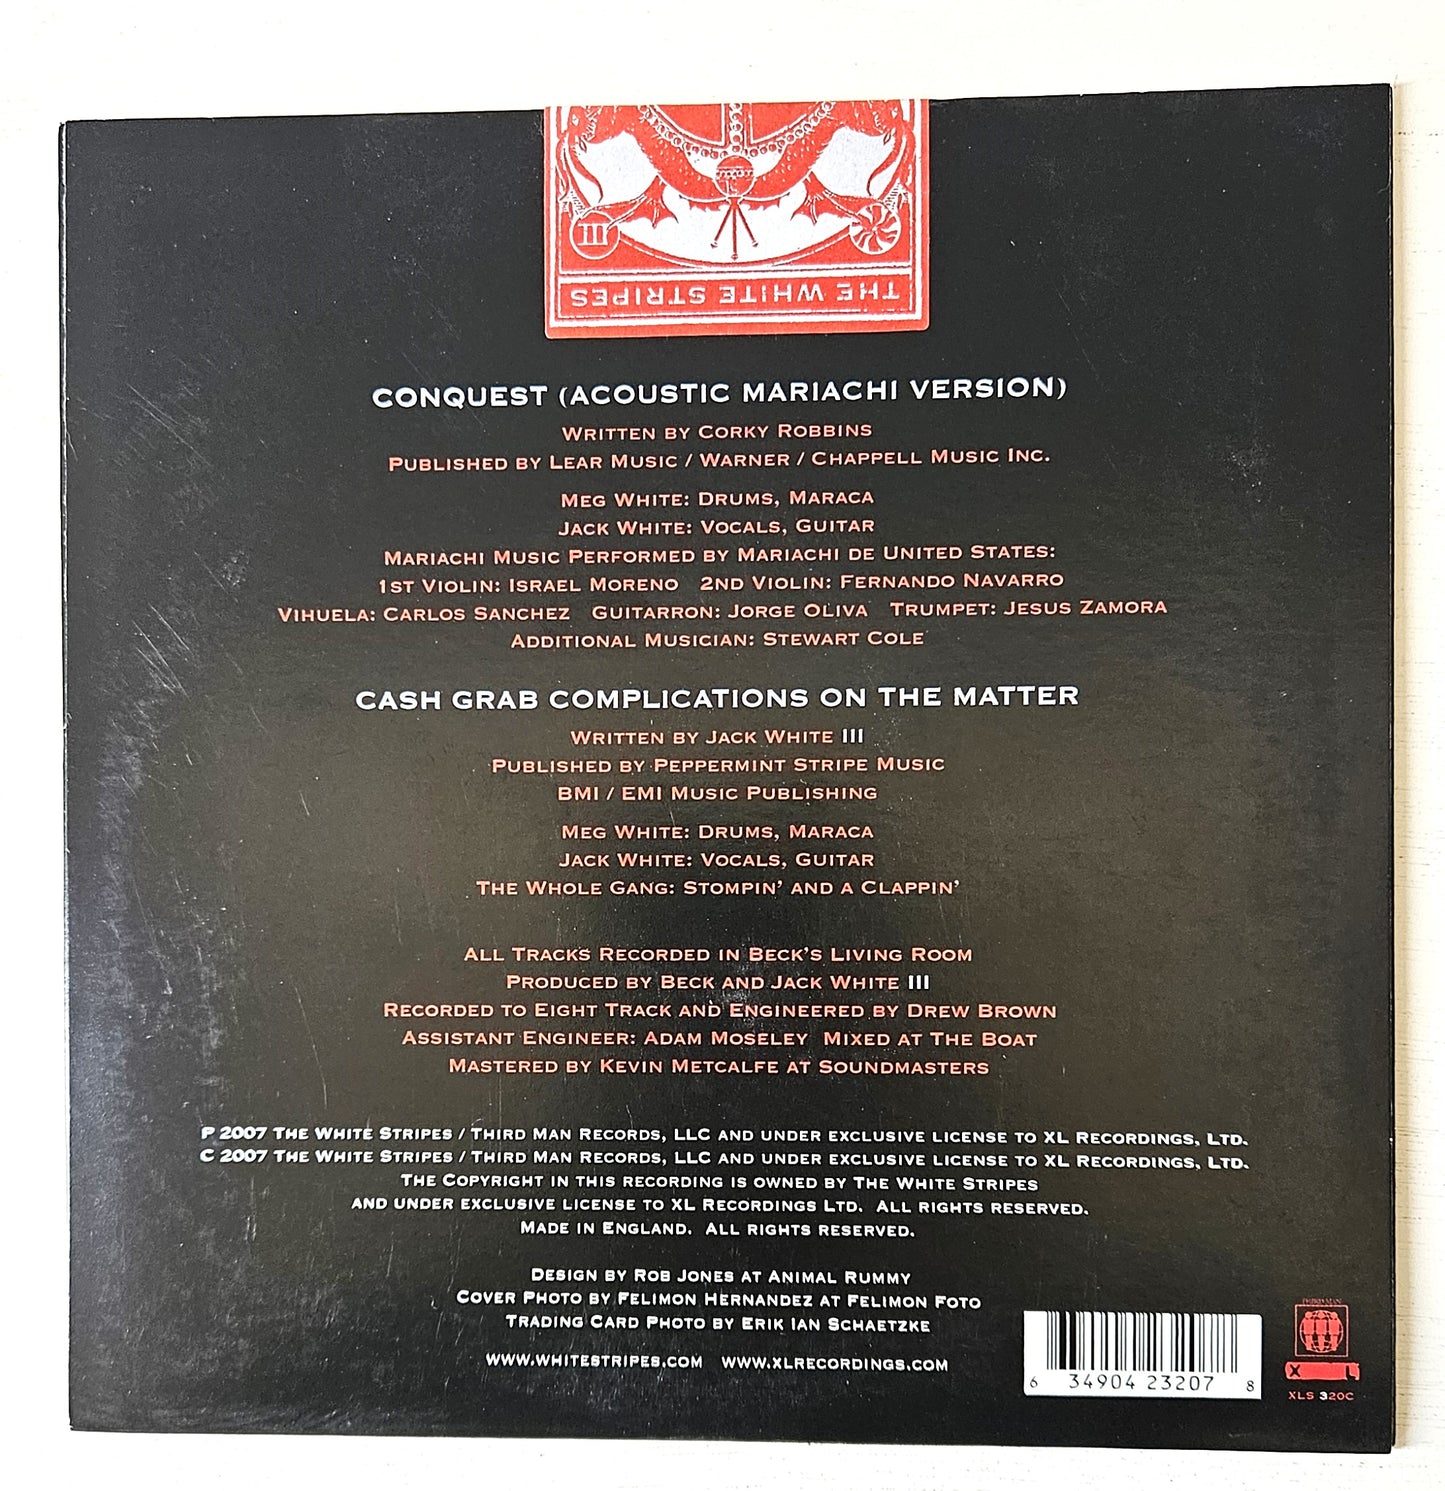 III
THE WHITE STRIPES
CONQUEST (ACOUSTIC MARIACHI VERSION)
WRITTEN BY CORKY ROBBINS
PUBLISHED BY LEAR MUSIC / WARNER / CHAPPELL MUSIC INC.
MEG WHITE: DRUMS, MARACA
JACK WHITE: VOCALS, GUITAR
MARIACHI MUSIC PERFORMED BY MARIACHI DE UNITED STATES:
1ST VIOLIN: ISRAEL MORENO 2ND VIOLIN: FERNANDO NAVARRO
VIHUELA: CARLOS SANCHEZ GUITARRON: JORGE OLIVA TRUMPET: JESUS ZAMORA
ADDITIONAL MUSICIAN: STEWART COLE
CASH GRAB COMPLICATIONS ON THE MATTER
WRITTEN BY JACK WHITE III
PUBLISHED BY PEPPERMINT STRIPE MUSIC
BMI / EMI MUSIC PUBLISHING
MEG WHITE: DRUMS, MARACA
JACK WHITE: VOCALS, GUITAR
THE WHOLE GANG: STOMPIN' AND A CLAPPIN'
ALL TRACKS RECORDED IN BECK'S LIVING ROOM
PRODUCED BY BECK AND JACK WHITE III
RECORDED TO EIGHT TRACK AND ENGINEERED BY DREW BROWN
ASSISTANT ENGINEER: ADAM MOSELEY MIXED AT THE BOAT
MASTERED BY KEVIN METCALFE AT SOUNDMASTERS
P 2007 THE WHITE STRIPES / THIRD MAN RECORDS, LLC AND UNDER EXCLUSIVE LICENSE TO XL RECORDINGS, LTD.
C 2007 THE WHITE STRIPES / THIRD MAN RECORDS, LLC AND UNDER EXCLUSIVE LICENSE TO XL RECORDINGS, LTD.
THE COPYRIGHT IN THIS RECORDING IS OWNED BY THE WHITE STRIPES
AND UNDER EXCLUSIVE LICENSE TO XL RECORDINGS LTD. ALL RIGHTS RESERVED.
MADE IN ENGLAND. ALL RIGHTS RESERVED.
DESIGN BY ROB JONES AT ANIMAL RUMMY
COVER PHOTO BY FELIMON HERNANDEZ AT FELIMON FOTO
TRADING CARD PHOTO BY ERIK IAN SCHAETZKE
WWW.WHITESTRIPES.COM WWW.XLRECORDINGS.COM
6 34904 23207 8
THIRD MAN
X L
XLS 320C